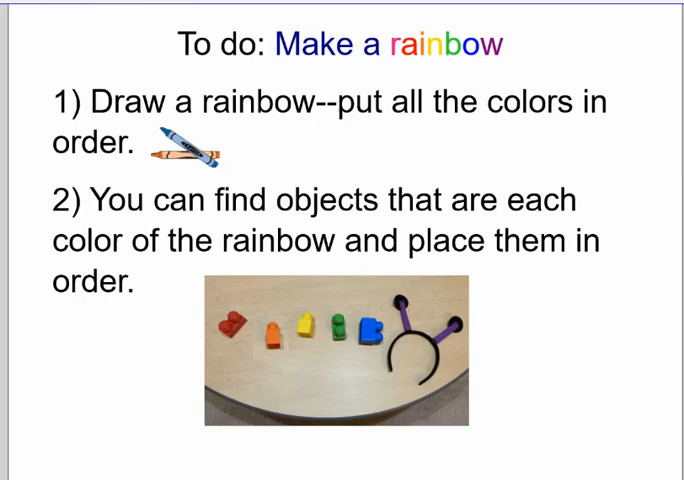 To do: Make a rainbow
1) Draw a rainbow--put all the colors in
order.
2) You can find objects that are each
color of the rainbow and place them in
order.